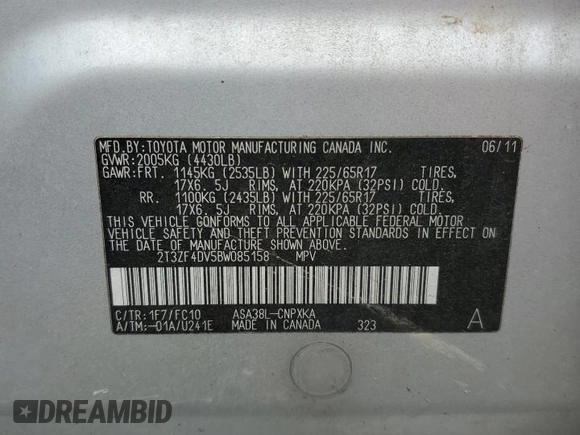 MFD.BY:TOYOTA MOTOR MANUFACTURING CANADA INC. 06/11
GVWR:2005KG (4430LB)
GAWR:FRT. 1145KG (2535LB) WITH 225/65R17 TIRES,
17X6.5J RIMS, AT 220KPA (32PSI) COLD.
RR. 1100KG (2435LB) WITH 225/65R17 TIRES,
17X6.5J RIMS, AT 220KPA (32PSI) COLD.
THIS VEHICLE CONFORMS TO ALL APPLICABLE FEDERAL MOTOR
VEHICLE SAFETY AND THEFT PREVENTION STANDARDS IN EFFECT
ON THE DATE OF MANUFACTURE SHOWN ABOVE.
2T3ZF4DV5BW085158 MPV
C/TR:1F7/FC10 ASA38L-CNPXKA
A/TM:-01A/U241E MADE IN CANADA 323 A
DREAMBID